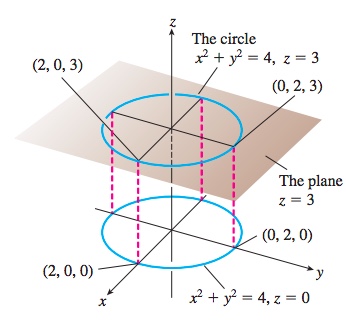 z
The circle
x² + y² = 4, z = 3
(2, 0, 3)
(0, 2, 3)
The plane
z = 3
(0, 2, 0)
(2, 0, 0)
y
x
x² + y² = 4, z = 0